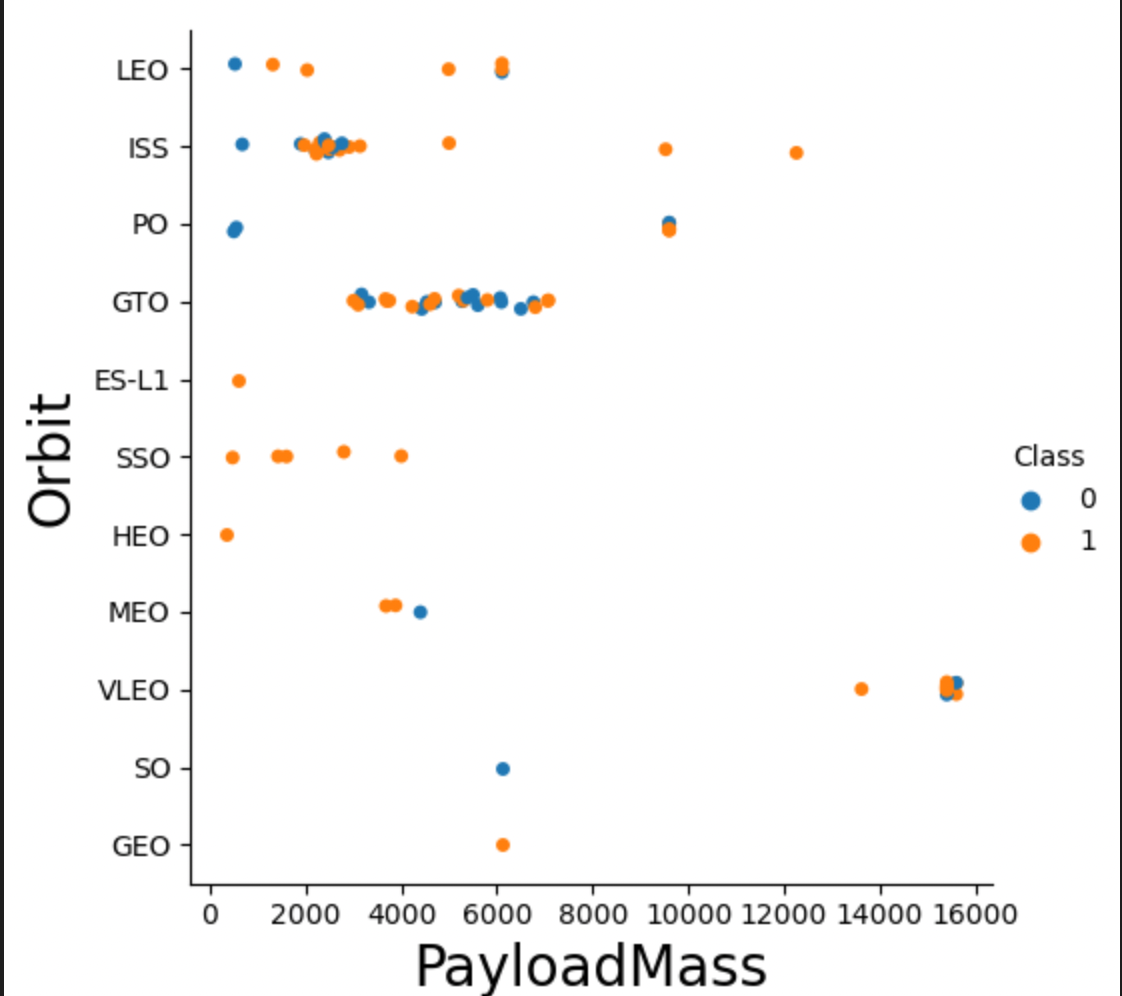 LEO
ISS
PO
GTO
ES-L1
SSO
HEO
MEO
VLEO
SO
GEO
Orbit
Class
0
1
0 2000 4000 6000 8000 10000 12000 14000 16000
PayloadMass